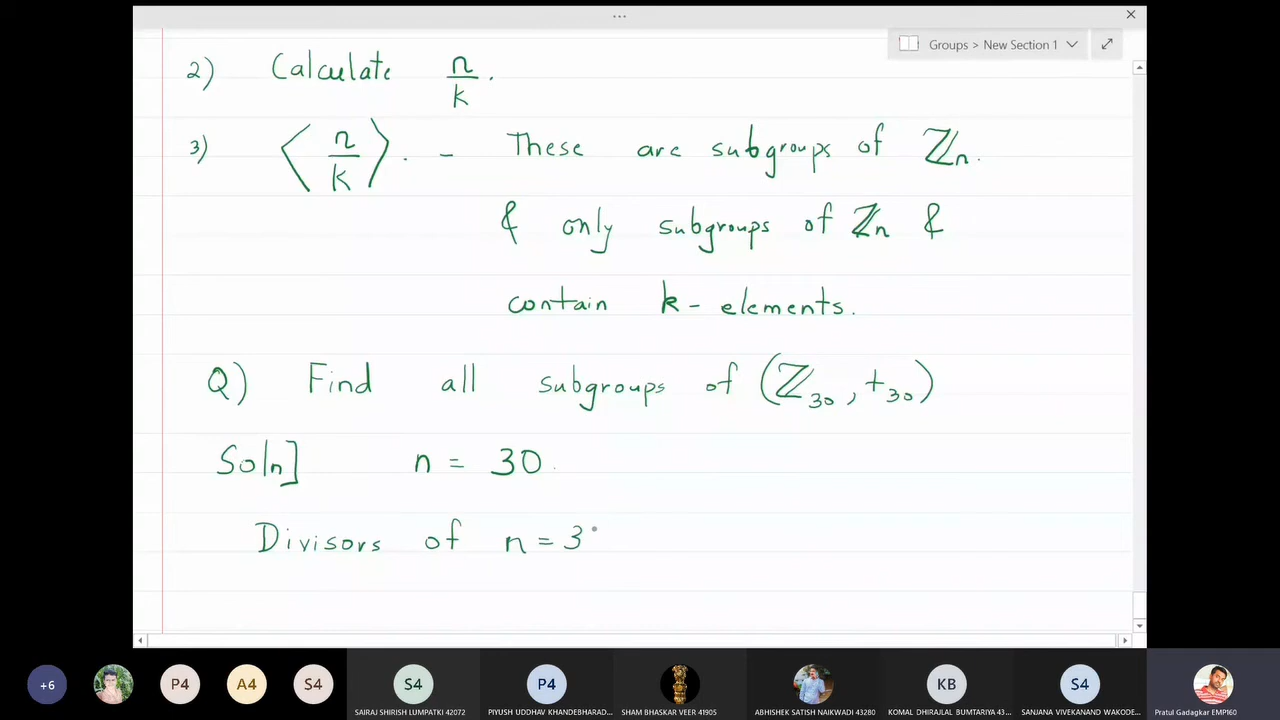 Groups > New Section 1
2) Calculate n/k.
3) ⟨n/k⟩. - These are subgroups of ℤn.
& only subgroups of ℤn &
contain k- elements.
Q) Find all subgroups of (ℤ30, +30)
Soln] n = 30.
Divisors of n = 3
+6 P4 A4 S4 S4 P4 KB S4
SAIRAJ SHIRISH LUMPATKI 42072 PIYUSH UDDHAV KHANDEBHARAD... SHAM BHASKAR VEER 41905 ABHISHEK SATISH NAIKWADI 43280 KOMAL DHIRAJLAL BUMTARIYA 43... SANJANA VIVEKANAND WAKODE... Pratul Gadagkar EMP160